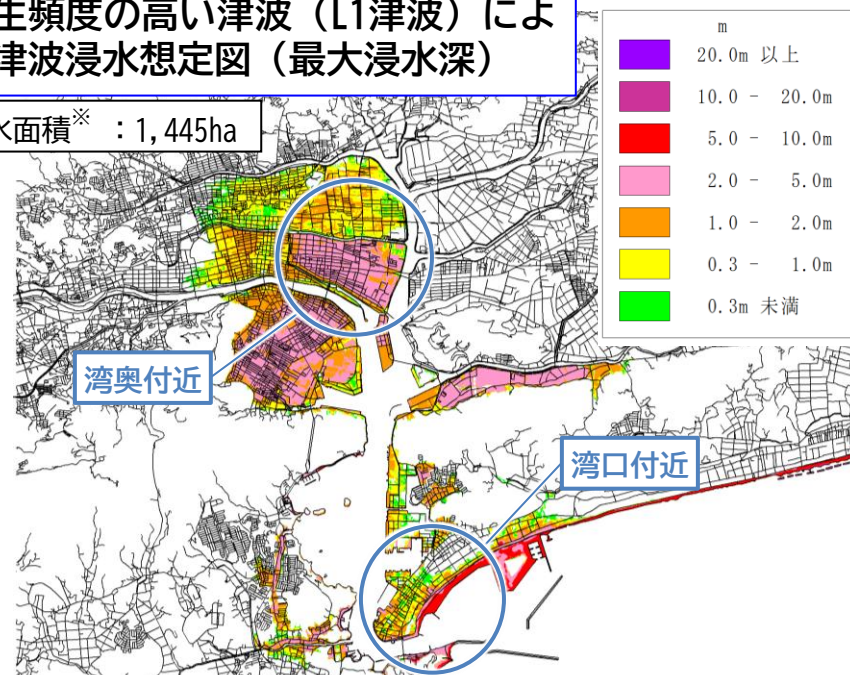 生頻度の高い津波（L1津波）によ
津波浸水想定図（最大浸水深）
水面積※ ：1,445ha
m
20.0m 以上
10.0 - 20.0m
5.0 - 10.0m
2.0 - 5.0m
1.0 - 2.0m
0.3 - 1.0m
0.3m 未満
湾奥付近
湾口付近